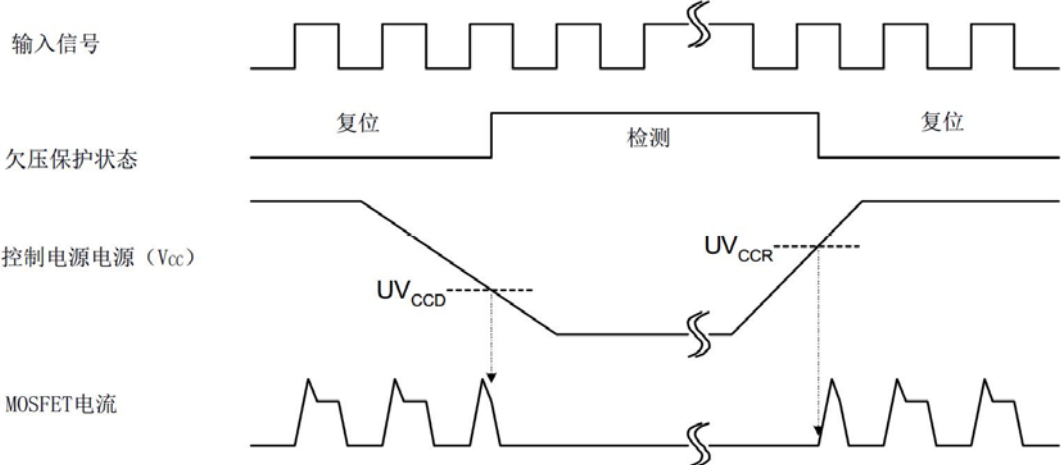 输入信号
复位
检测
复位
欠压保护状态
控制电源电源（VCC）
UVCCD
UVCCR
MOSFET电流